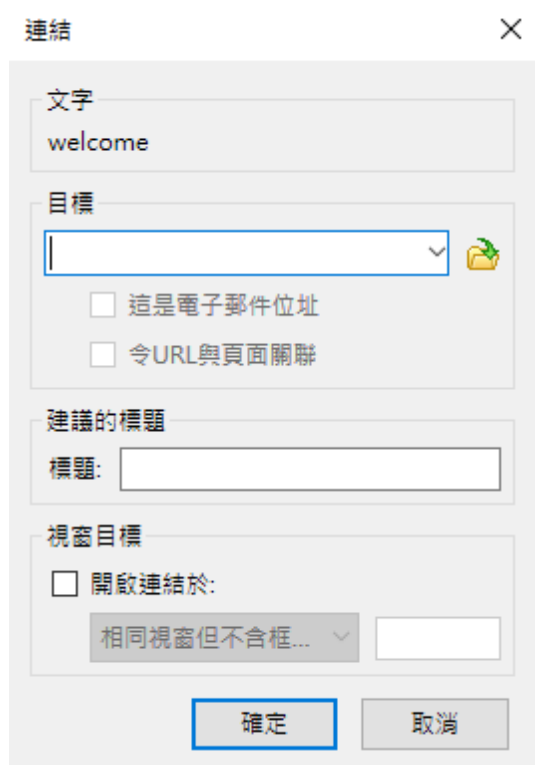 連結
文字
welcome
目標
這是電子郵件位址
令URL與頁面關聯
建議的標題
標題:
視窗目標
開啟連結於:
相同視窗但不含框...
確定 取消